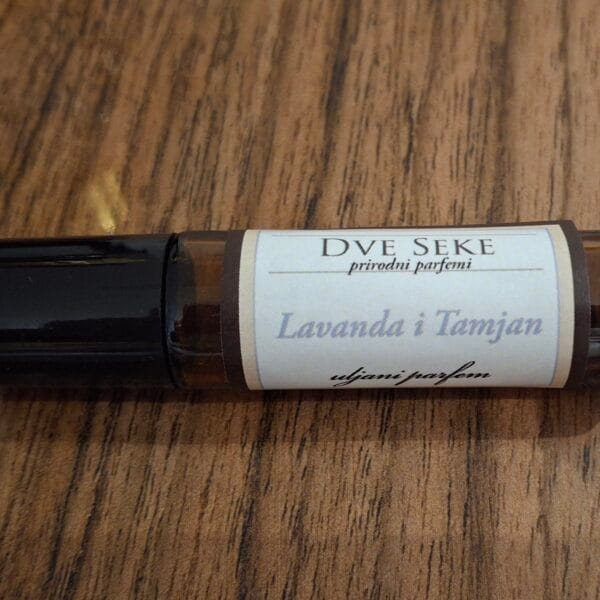 DVE SEKE
prirodni parfemi
Lavanda i Tamjan
uljani parfem